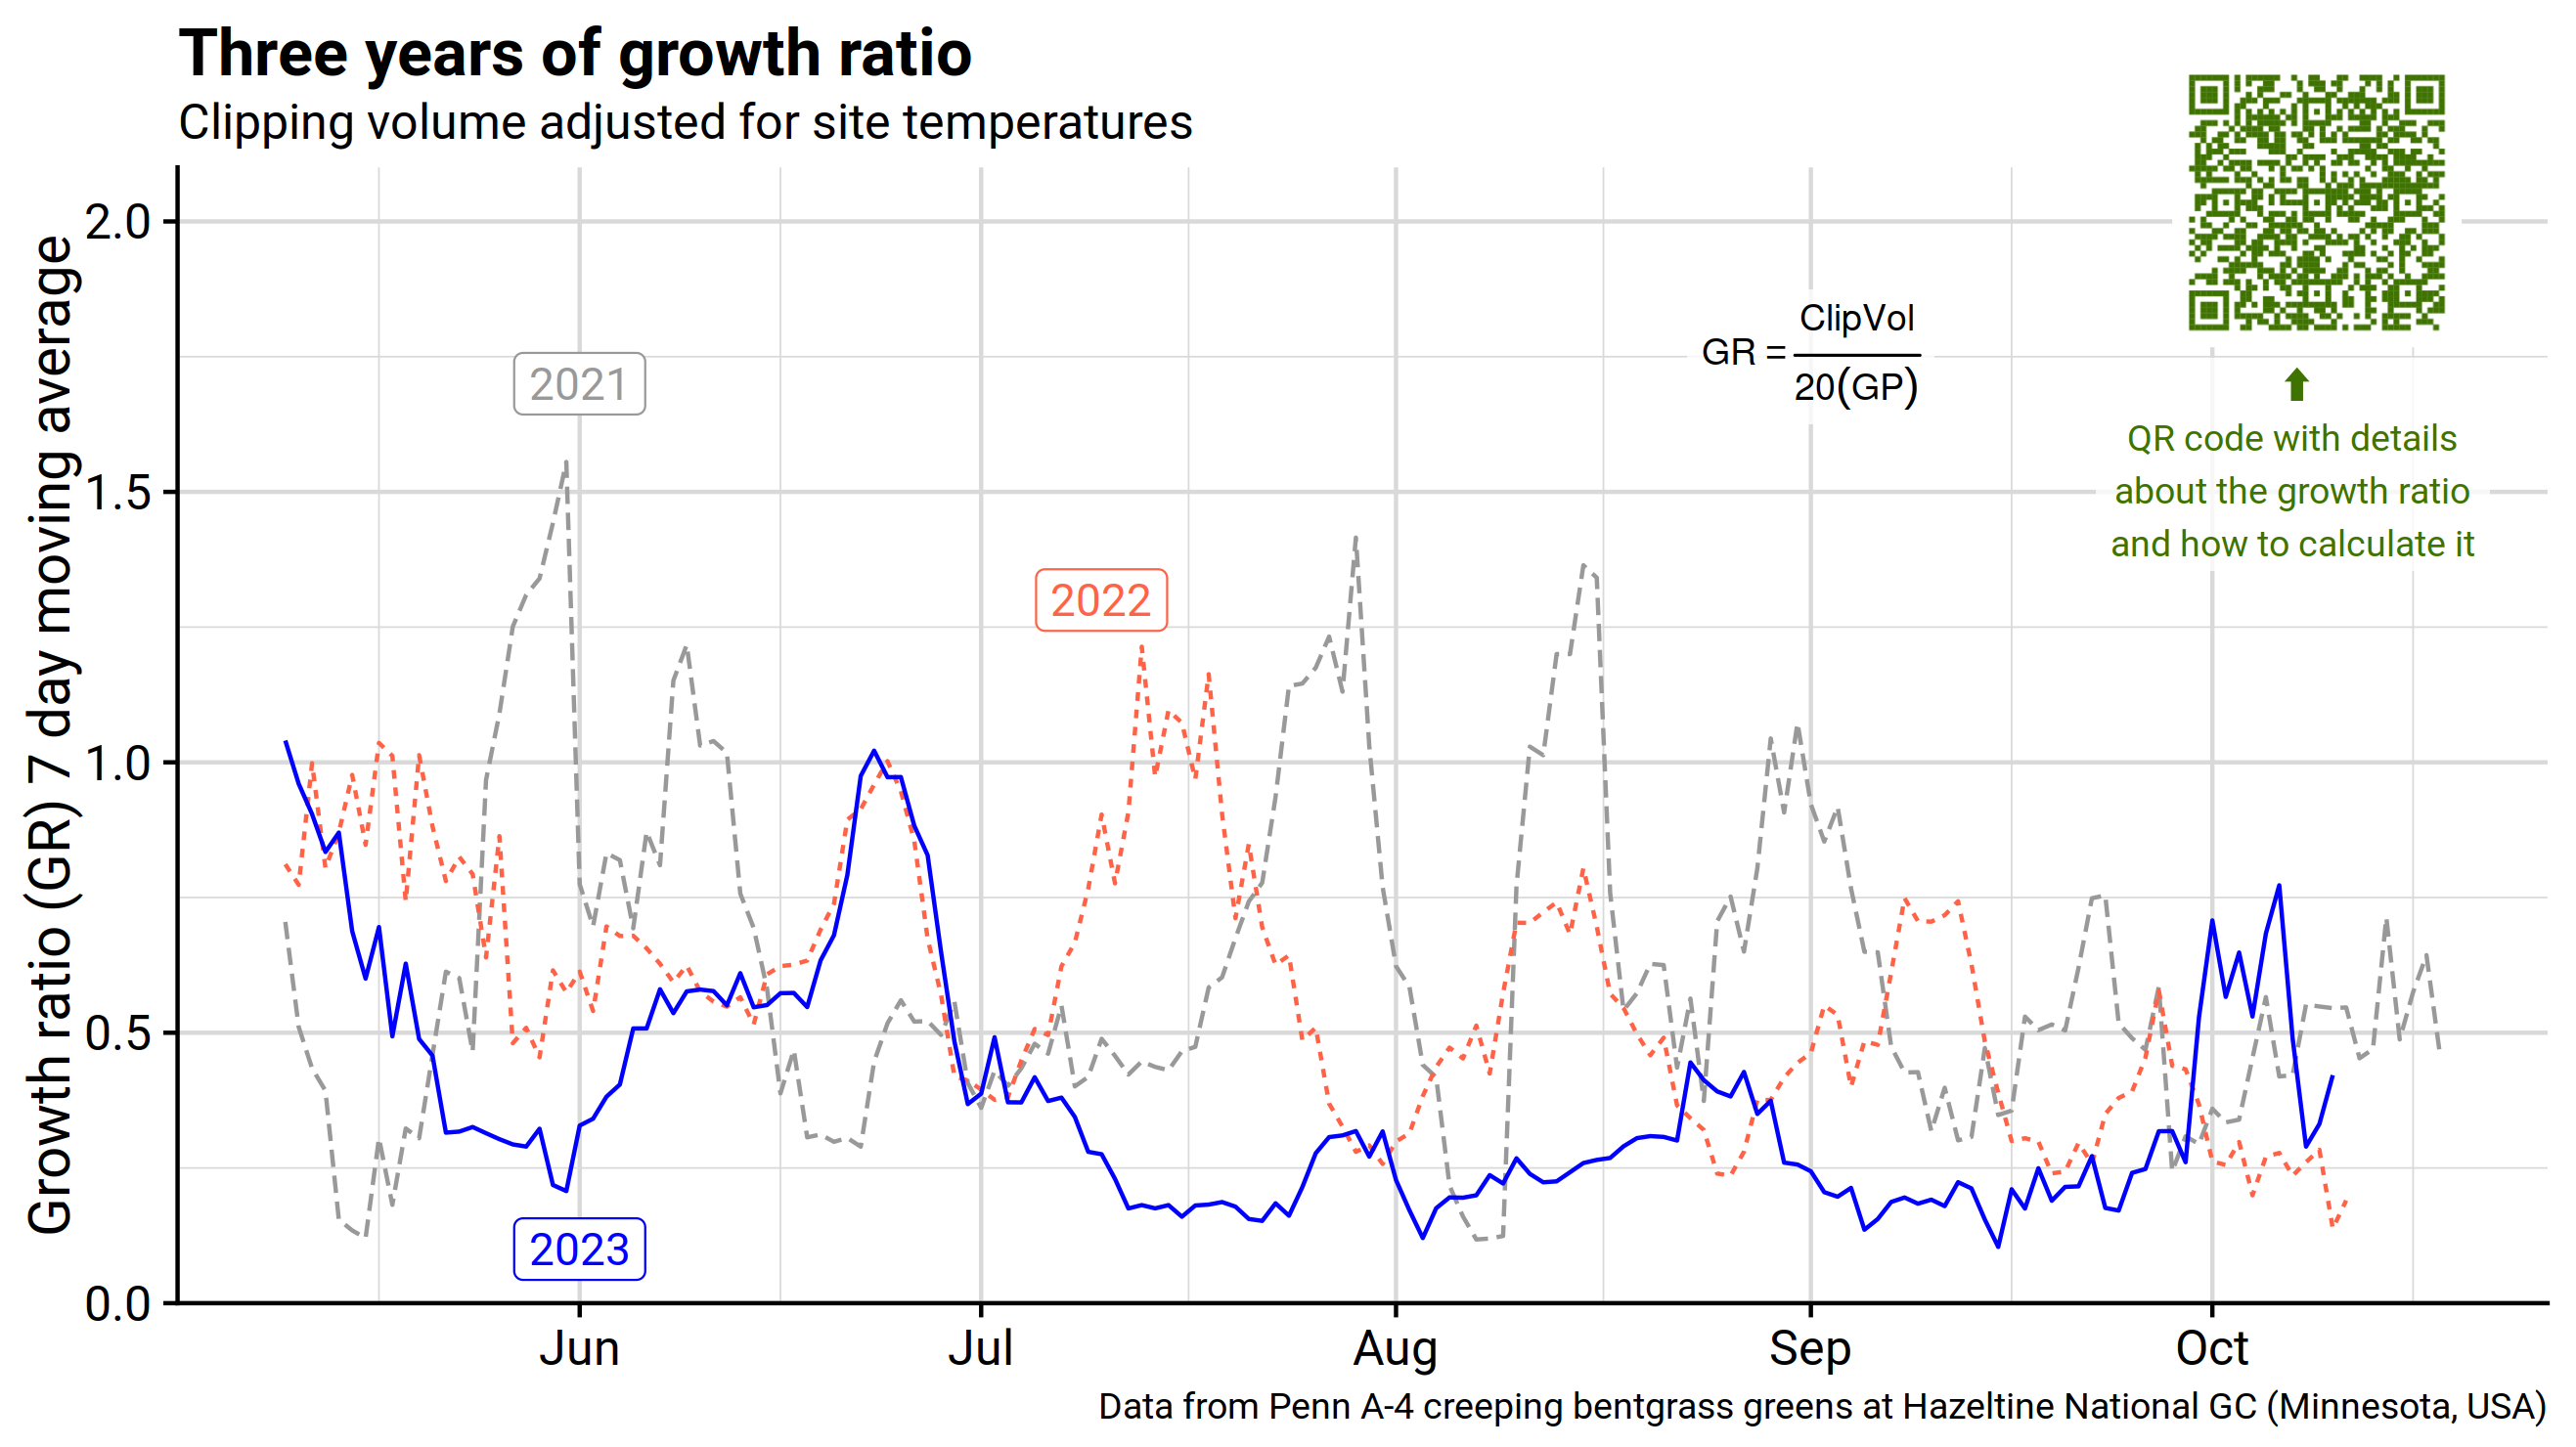 Three years of growth ratio
Clipping volume adjusted for site temperatures
Growth ratio (GR) 7 day moving average
2.0
1.5
1.0
0.5
0.0
2021
2022
2023
GR = ClipVol
20(GP)
QR code with details
about the growth ratio
and how to calculate it
Jun Jul Aug Sep Oct
Data from Penn A-4 creeping bentgrass greens at Hazeltine National GC (Minnesota, USA)